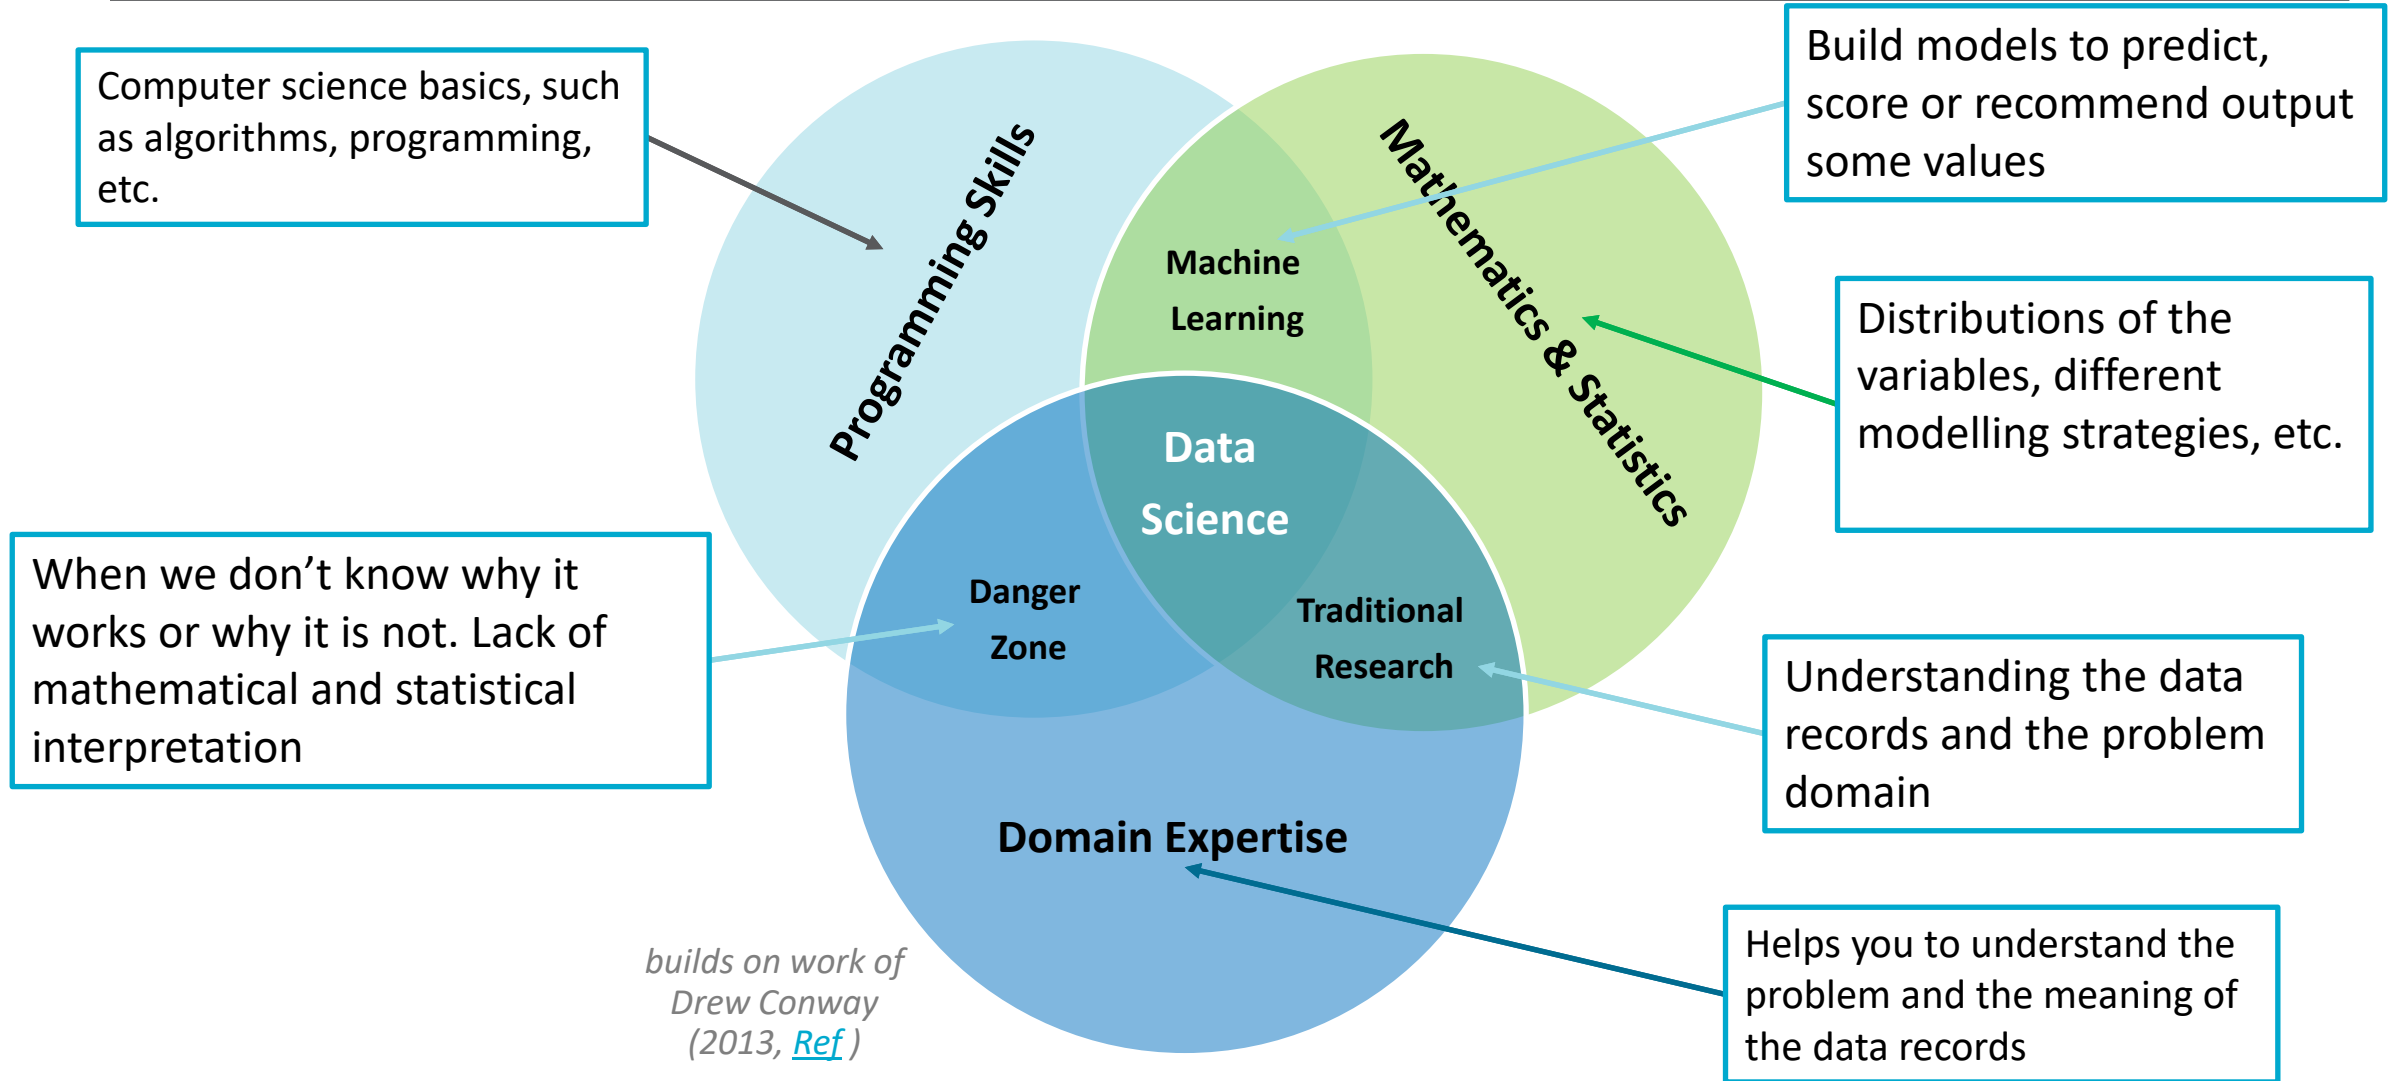 Computer science basics, such
as algorithms, programming,
etc.
Build models to predict,
score or recommend output
some values
Programming Skills
Mathematics & Statistics
Machine
Learning
Distributions of the
variables, different
modelling strategies, etc.
Data
Science
When we don’t know why it
works or why it is not. Lack of
mathematical and statistical
interpretation
Danger
Zone
Traditional
Research
Understanding the data
records and the problem
domain
Domain Expertise
Helps you to understand the
problem and the meaning of
the data records
builds on work of
Drew Conway
(2013, Ref )